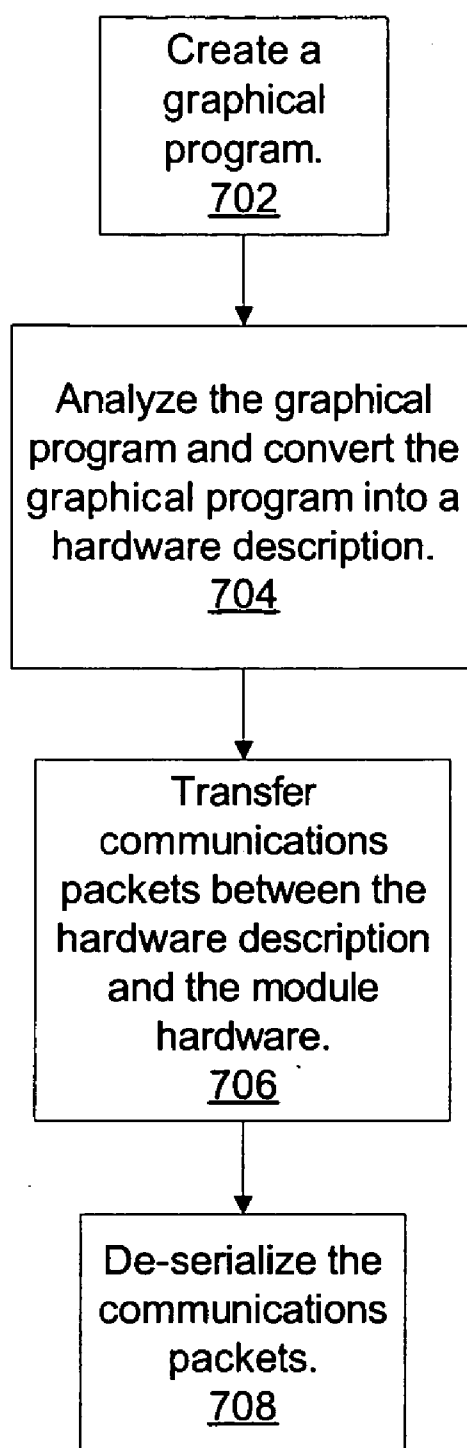 Create a
graphical
program.
702
Analyze the graphical
program and convert the
graphical program into a
hardware description.
704
Transfer
communications
packets between the
hardware description
and the module
hardware.
706
De-serialize the
communications
packets.
708